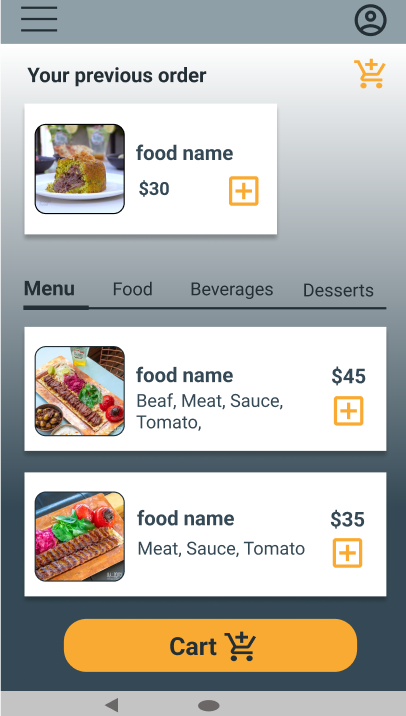 Your previous order
food name
$30
Menu Food Beverages Desserts
food name $45
Beaf, Meat, Sauce,
Tomato,
food name $35
Meat, Sauce, Tomato
Cart